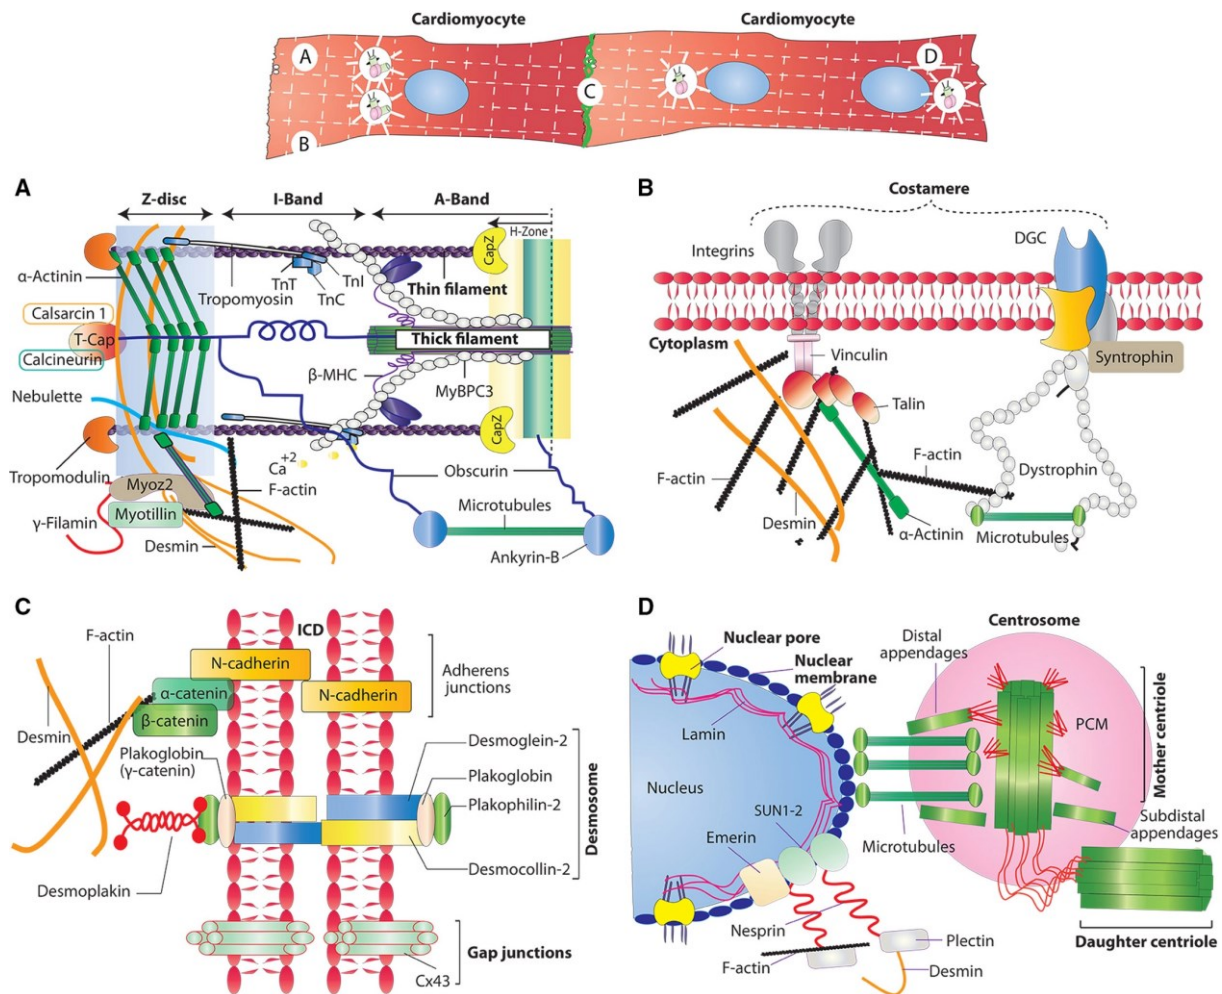 Cardiomyocyte
Cardiomyocyte
A
B
C
D
A
Z-disc
I-Band
A-Band
H-Zone
CapZ
α-Actinin
TnT
TnC
TnI
Tropomyosin
Thin filament
Calsarcin 1
T-Cap
Calcineurin
Thick filament
β-MHC
MyBPC3
Nebulette
CapZ
Ca+2
Tropomodulin
Myoz2
F-actin
Obscurin
Myotillin
γ-Filamin
Desmin
Microtubules
Ankyrin-B
B
Costamere
Integrins
DGC
Cytoplasm
Vinculin
Syntrophin
Talin
F-actin
F-actin
Dystrophin
Desmin
α-Actinin
Microtubules
C
F-actin
ICD
N-cadherin
Adherens
junctions
α-catenin
N-cadherin
β-catenin
Desmin
Plakoglobin
(γ-catenin)
Desmoglein-2
Plakoglobin
Plakophilin-2
Desmosome
Desmoplakin
Desmocollin-2
Gap junctions
Cx43
D
Centrosome
Nuclear pore
Distal
appendages
Nuclear
membrane
Lamin
PCM
Mother centriole
Nucleus
SUN1-2
Emerin
Microtubules
Subdistal
appendages
Nesprin
Plectin
F-actin
Desmin
Daughter centriole